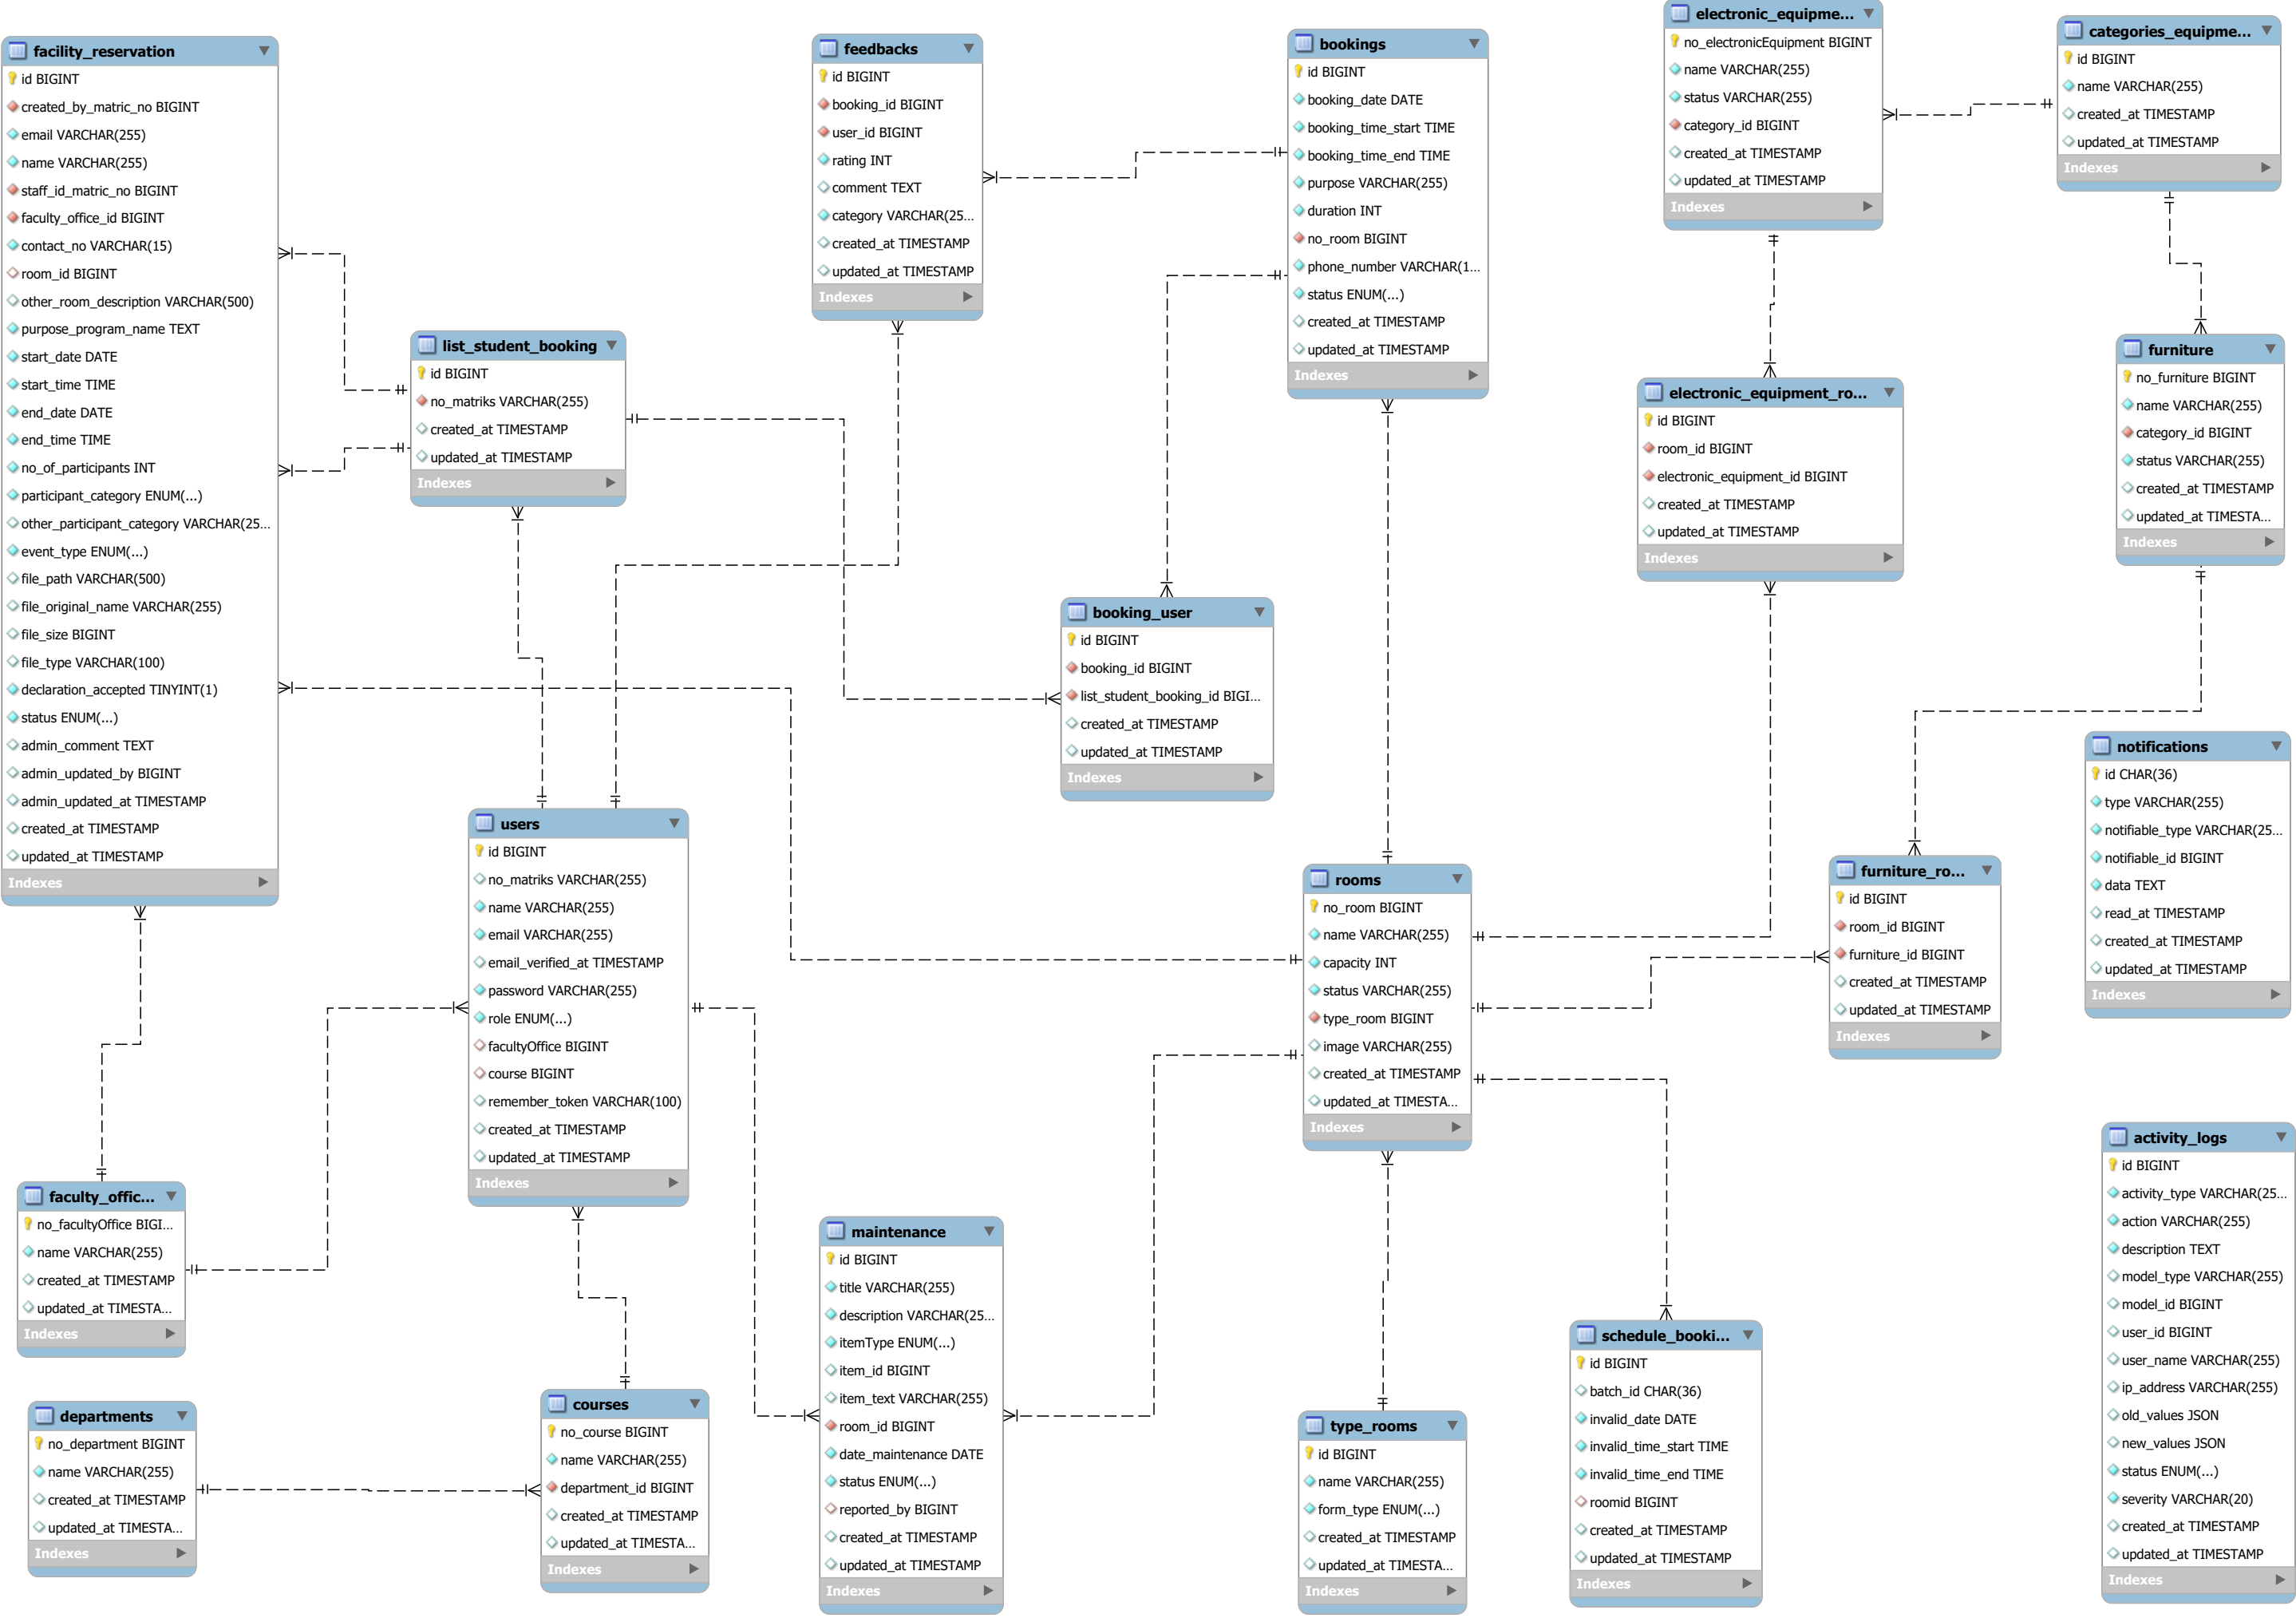 facility_reservation
id BIGINT
created_by_matric_no BIGINT
email VARCHAR(255)
name VARCHAR(255)
staff_id_matric_no BIGINT
faculty_office_id BIGINT
contact_no VARCHAR(15)
room_id BIGINT
other_room_description VARCHAR(500)
purpose_program_name TEXT
start_date DATE
start_time TIME
end_date DATE
end_time TIME
no_of_participants INT
participant_category ENUM(...)
other_participant_category VARCHAR(25...
event_type ENUM(...)
file_path VARCHAR(500)
file_original_name VARCHAR(255)
file_size BIGINT
file_type VARCHAR(100)
declaration_accepted TINYINT(1)
status ENUM(...)
admin_comment TEXT
admin_updated_by BIGINT
admin_updated_at TIMESTAMP
created_at TIMESTAMP
updated_at TIMESTAMP
Indexes
list_student_booking
id BIGINT
no_matriks VARCHAR(255)
created_at TIMESTAMP
updated_at TIMESTAMP
Indexes
feedbacks
id BIGINT
booking_id BIGINT
user_id BIGINT
rating INT
comment TEXT
category VARCHAR(25...
created_at TIMESTAMP
updated_at TIMESTAMP
Indexes
bookings
id BIGINT
booking_date DATE
booking_time_start TIME
booking_time_end TIME
purpose VARCHAR(255)
duration INT
no_room BIGINT
phone_number VARCHAR(1...
status ENUM(...)
created_at TIMESTAMP
updated_at TIMESTAMP
Indexes
electronic_equipme...
no_electronicEquipment BIGINT
name VARCHAR(255)
status VARCHAR(255)
category_id BIGINT
created_at TIMESTAMP
updated_at TIMESTAMP
Indexes
categories_equipme...
id BIGINT
name VARCHAR(255)
created_at TIMESTAMP
updated_at TIMESTAMP
Indexes
furniture
no_furniture BIGINT
name VARCHAR(255)
category_id BIGINT
status VARCHAR(255)
created_at TIMESTAMP
updated_at TIMESTA...
Indexes
electronic_equipment_ro...
id BIGINT
room_id BIGINT
electronic_equipment_id BIGINT
created_at TIMESTAMP
updated_at TIMESTAMP
Indexes
booking_user
id BIGINT
booking_id BIGINT
list_student_booking_id BIGI...
created_at TIMESTAMP
updated_at TIMESTAMP
Indexes
notifications
id CHAR(36)
type VARCHAR(255)
notifiable_type VARCHAR(25...
notifiable_id BIGINT
data TEXT
read_at TIMESTAMP
created_at TIMESTAMP
updated_at TIMESTAMP
Indexes
users
id BIGINT
no_matriks VARCHAR(255)
name VARCHAR(255)
email VARCHAR(255)
email_verified_at TIMESTAMP
password VARCHAR(255)
role ENUM(...)
facultyOffice BIGINT
course BIGINT
remember_token VARCHAR(100)
created_at TIMESTAMP
updated_at TIMESTAMP
Indexes
rooms
no_room BIGINT
name VARCHAR(255)
capacity INT
status VARCHAR(255)
type_room BIGINT
image VARCHAR(255)
created_at TIMESTAMP
updated_at TIMESTA...
Indexes
furniture_ro...
id BIGINT
room_id BIGINT
furniture_id BIGINT
created_at TIMESTAMP
updated_at TIMESTAMP
Indexes
faculty_offic...
no_facultyOffice BIGI...
name VARCHAR(255)
created_at TIMESTAMP
updated_at TIMESTA...
Indexes
maintenance
id BIGINT
title VARCHAR(255)
description VARCHAR(25...
itemType ENUM(...)
item_id BIGINT
item_text VARCHAR(255)
room_id BIGINT
date_maintenance DATE
status ENUM(...)
reported_by BIGINT
created_at TIMESTAMP
updated_at TIMESTAMP
Indexes
activity_logs
id BIGINT
activity_type VARCHAR(25...
action VARCHAR(255)
description TEXT
model_type VARCHAR(255)
model_id BIGINT
user_id BIGINT
user_name VARCHAR(255)
ip_address VARCHAR(255)
old_values JSON
new_values JSON
status ENUM(...)
severity VARCHAR(20)
created_at TIMESTAMP
updated_at TIMESTAMP
Indexes
departments
no_department BIGINT
name VARCHAR(255)
created_at TIMESTAMP
updated_at TIMESTA...
Indexes
courses
no_course BIGINT
name VARCHAR(255)
department_id BIGINT
created_at TIMESTAMP
updated_at TIMESTA...
Indexes
type_rooms
id BIGINT
name VARCHAR(255)
form_type ENUM(...)
created_at TIMESTAMP
updated_at TIMESTA...
Indexes
schedule_booki...
id BIGINT
batch_id CHAR(36)
invalid_date DATE
invalid_time_start TIME
invalid_time_end TIME
roomid BIGINT
created_at TIMESTAMP
updated_at TIMESTAMP
Indexes